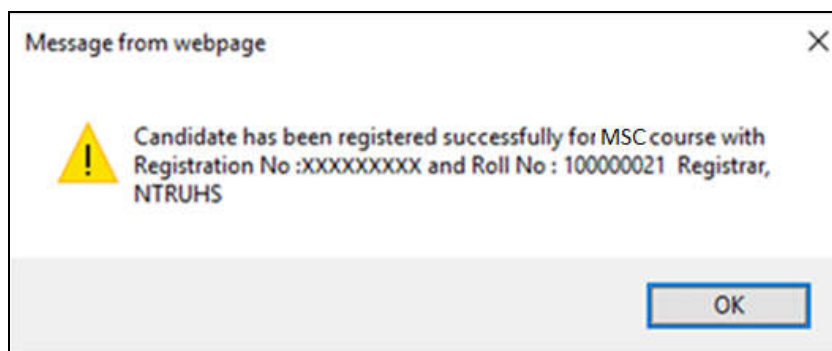 Message from webpage
Candidate has been registered successfully for MSC course with
Registration No :XXXXXXXXX and Roll No : 100000021 Registrar,
NTRUHS
OK